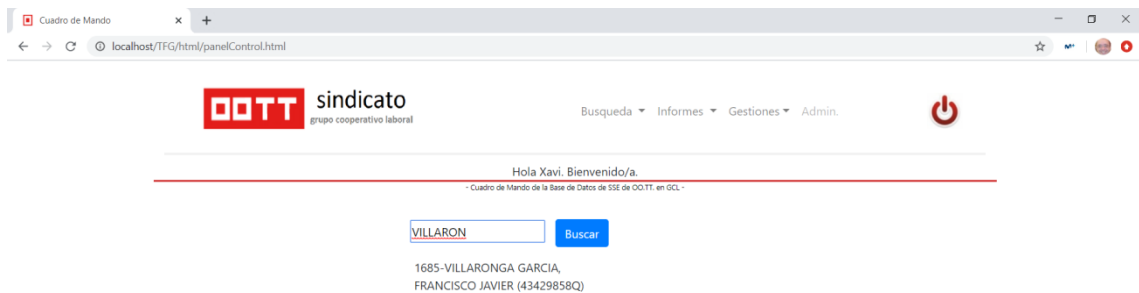 Cuadro de Mando
localhost/TFG/html/panelControl.html
OOTT sindicato
grupo cooperativo laboral
Busqueda Informes Gestiones Admin.
Hola Xavi. Bienvenido/a.
- Cuadro de Mando de la Base de Datos de SSE de OO.TT. en GCL -
VILLARON Buscar
1685-VILLARONGA GARCIA,
FRANCISCO JAVIER (43429858Q)